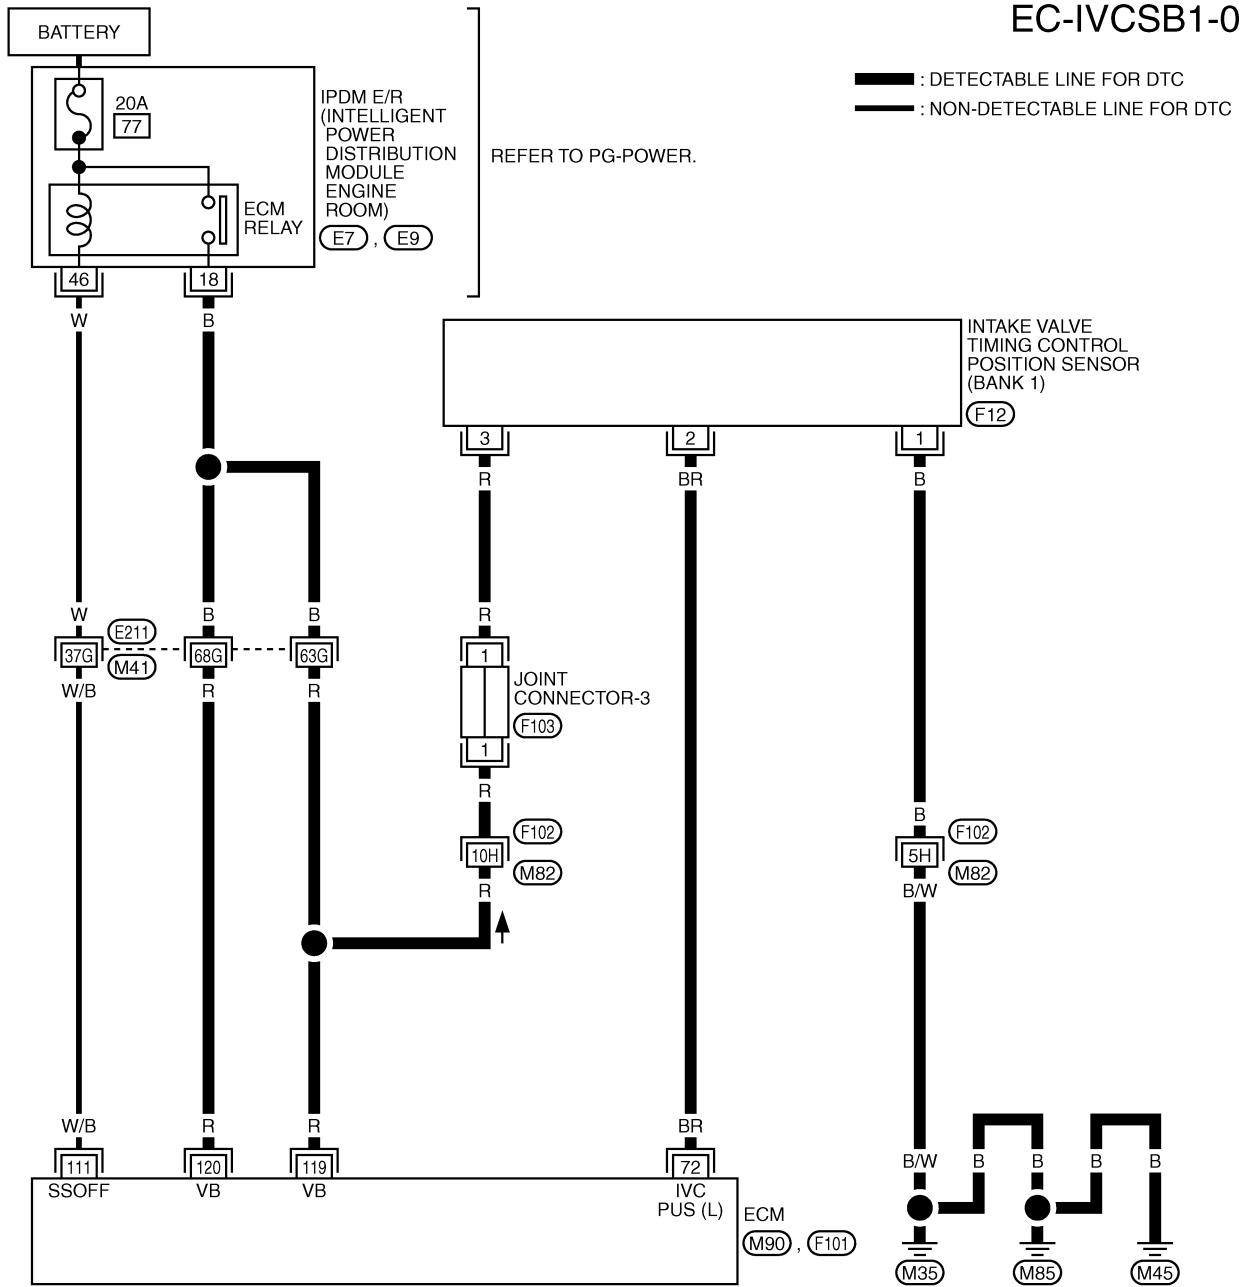 EC-IVCSB1-0
BATTERY
: DETECTABLE LINE FOR DTC
: NON-DETECTABLE LINE FOR DTC
20A
77
IPDM E/R
(INTELLIGENT
POWER
DISTRIBUTION
MODULE
ENGINE
ROOM)
E7 , E9
REFER TO PG-POWER.
ECM
RELAY
46 18
W B
INTAKE VALVE
TIMING CONTROL
POSITION SENSOR
(BANK 1)
F12
3 2 1
R BR B
W B B R
E211
37G 68G 63G 1
M41
W/B R R
JOINT
CONNECTOR-3
F103
1
R B
F102 F102
10H 5H
M82 M82
R B/W
W/B R R BR
111 120 119 72
B/W B B B B
SSOFF VB VB IVC
PUS (L)
ECM
M90 , F101
M35 M85 M45